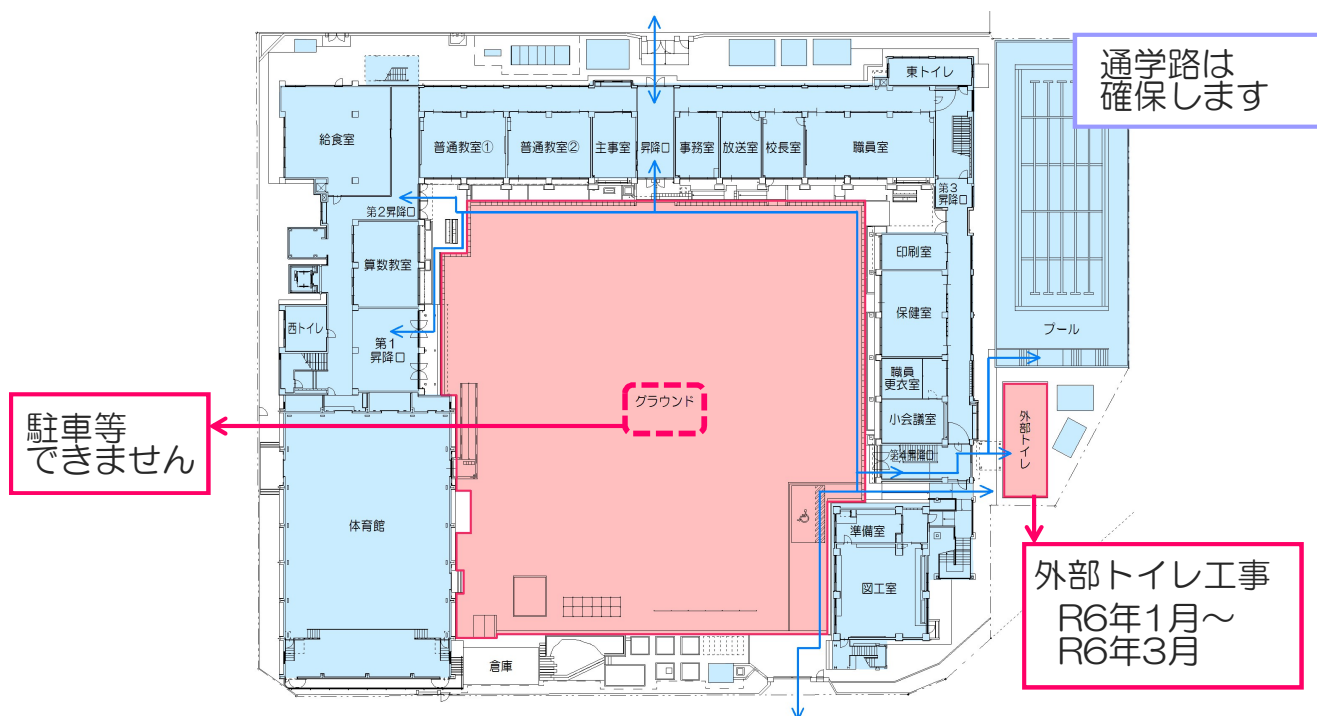 通学路は
確保します
東トイレ
給食室
普通教室①
普通教室②
主事室
昇降口
事務室
放送室
校長室
職員室
第3
昇降口
第2昇降口
算数教室
印刷室
保健室
プール
西トイレ
第1
昇降口
職員
更衣室
小会議室
グラウンド
外部トイレ
駐車等
できません
第4昇降口
体育館
準備室
図工室
倉庫
外部トイレ工事
R6年1月～
R6年3月